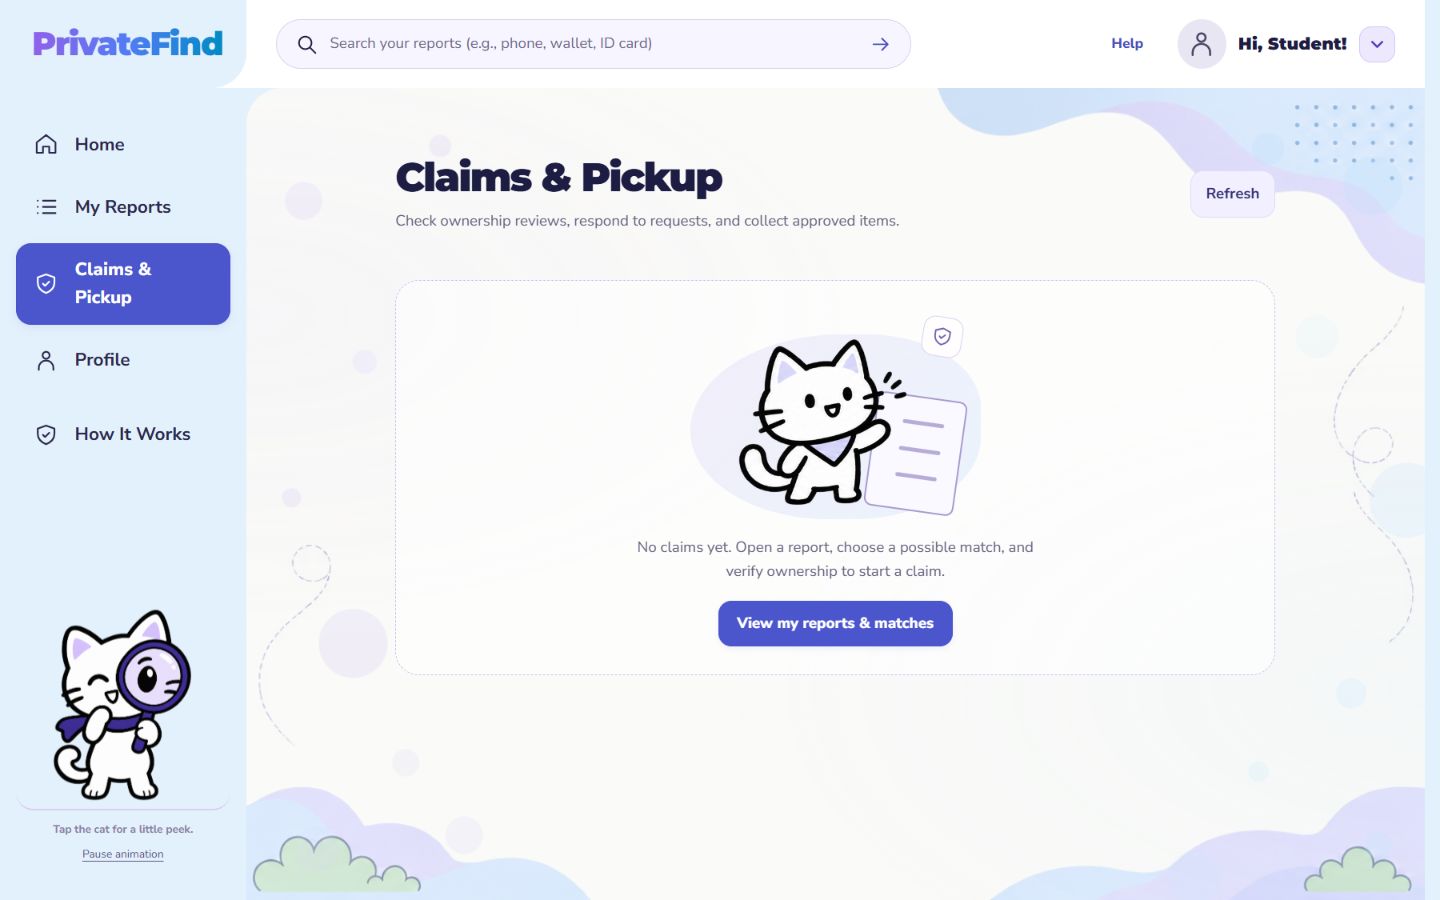 PrivateFind
Search your reports (e.g., phone, wallet, ID card)
Help
Hi, Student!
Home
My Reports
Claims &
Pickup
Profile
How It Works
Tap the cat for a little peek.
Pause animation
Claims & Pickup
Check ownership reviews, respond to requests, and collect approved items.
Refresh
No claims yet. Open a report, choose a possible match, and
verify ownership to start a claim.
View my reports & matches